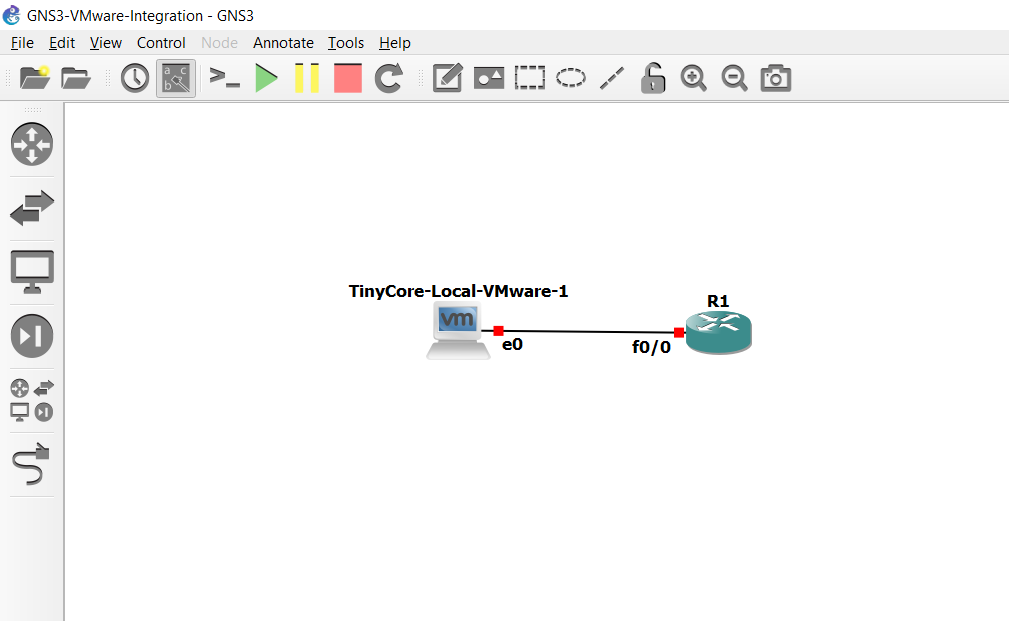 GNS3-VMware-Integration - GNS3
File Edit View Control Node Annotate Tools Help
a c
b
>_
TinyCore-Local-VMware-1
R1
vm
e0
f0/0